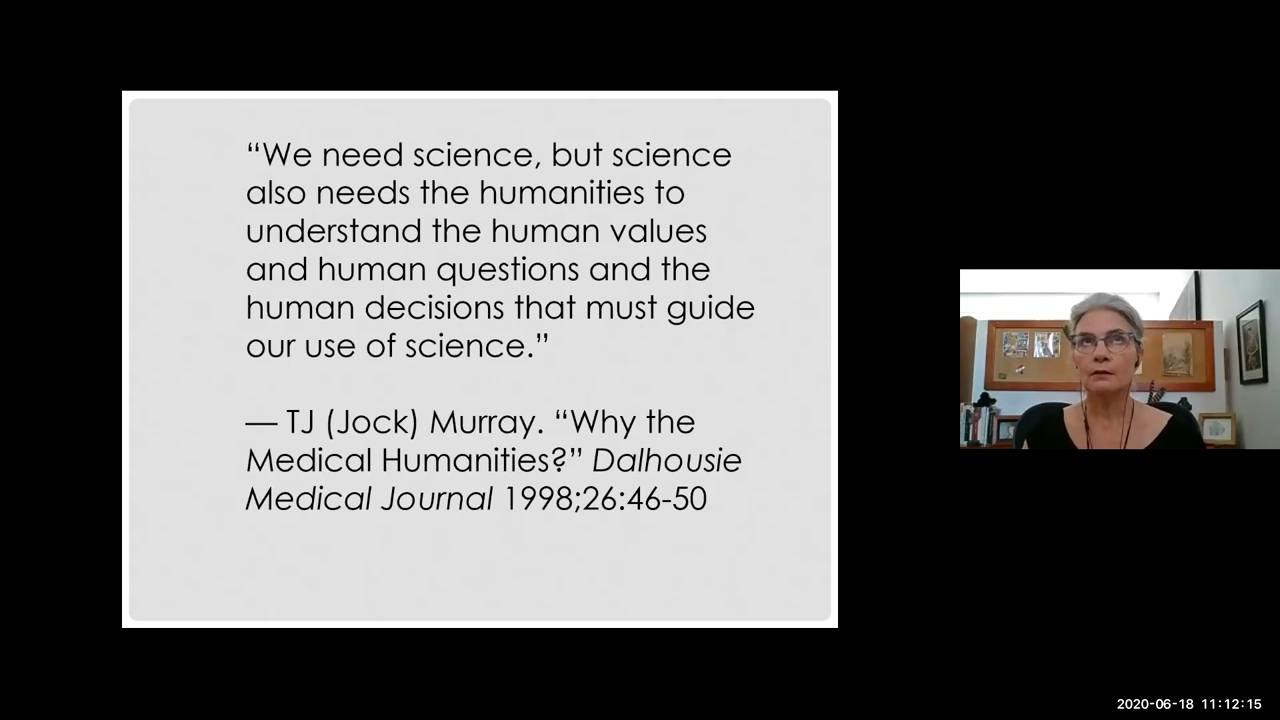 “We need science, but science
also needs the humanities to
understand the human values
and human questions and the
human decisions that must guide
our use of science.”
— TJ (Jock) Murray. “Why the
Medical Humanities?” Dalhousie
Medical Journal 1998;26:46-50
2020-06-18 11:12:15